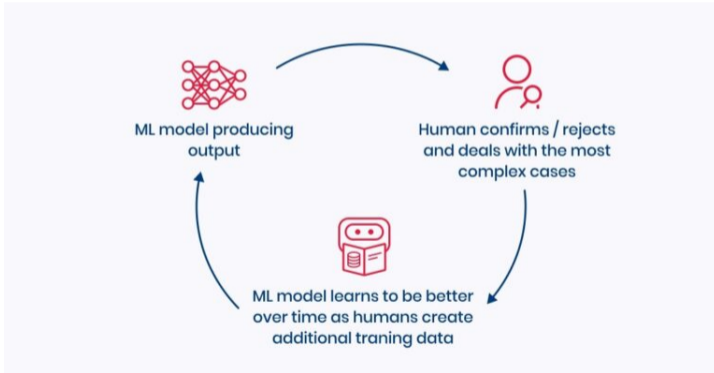 ML model producing
output
Human confirms / rejects
and deals with the most
complex cases
ML model learns to be better
over time as humans create
additional traning data